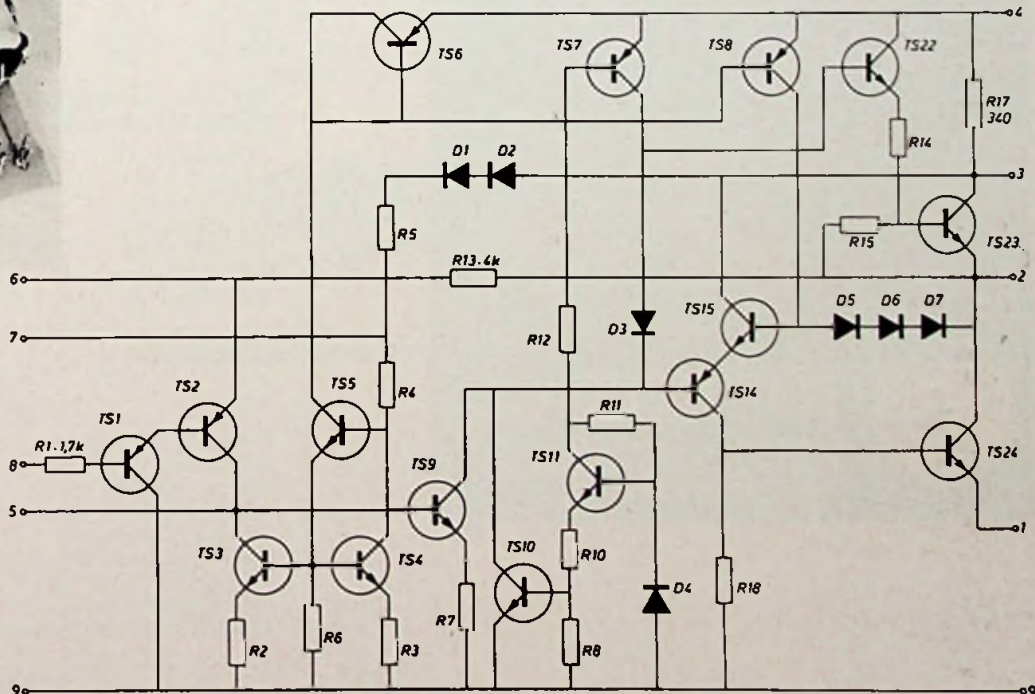 4
TS6
TS7
TS8
TS22
R17
340
R14
D1
D2
3
R5
R15
TS23
6
R13.4k
2
D3
TS15
D5
D6
D7
7
R12
TS2
TS5
R4
TS14
TS1
R11
R1.1,7k
8
TS9
TS11
TS24
5
1
TS3
TS4
TS10
R10
R7
D4
R18
R2
R6
R3
R8
9